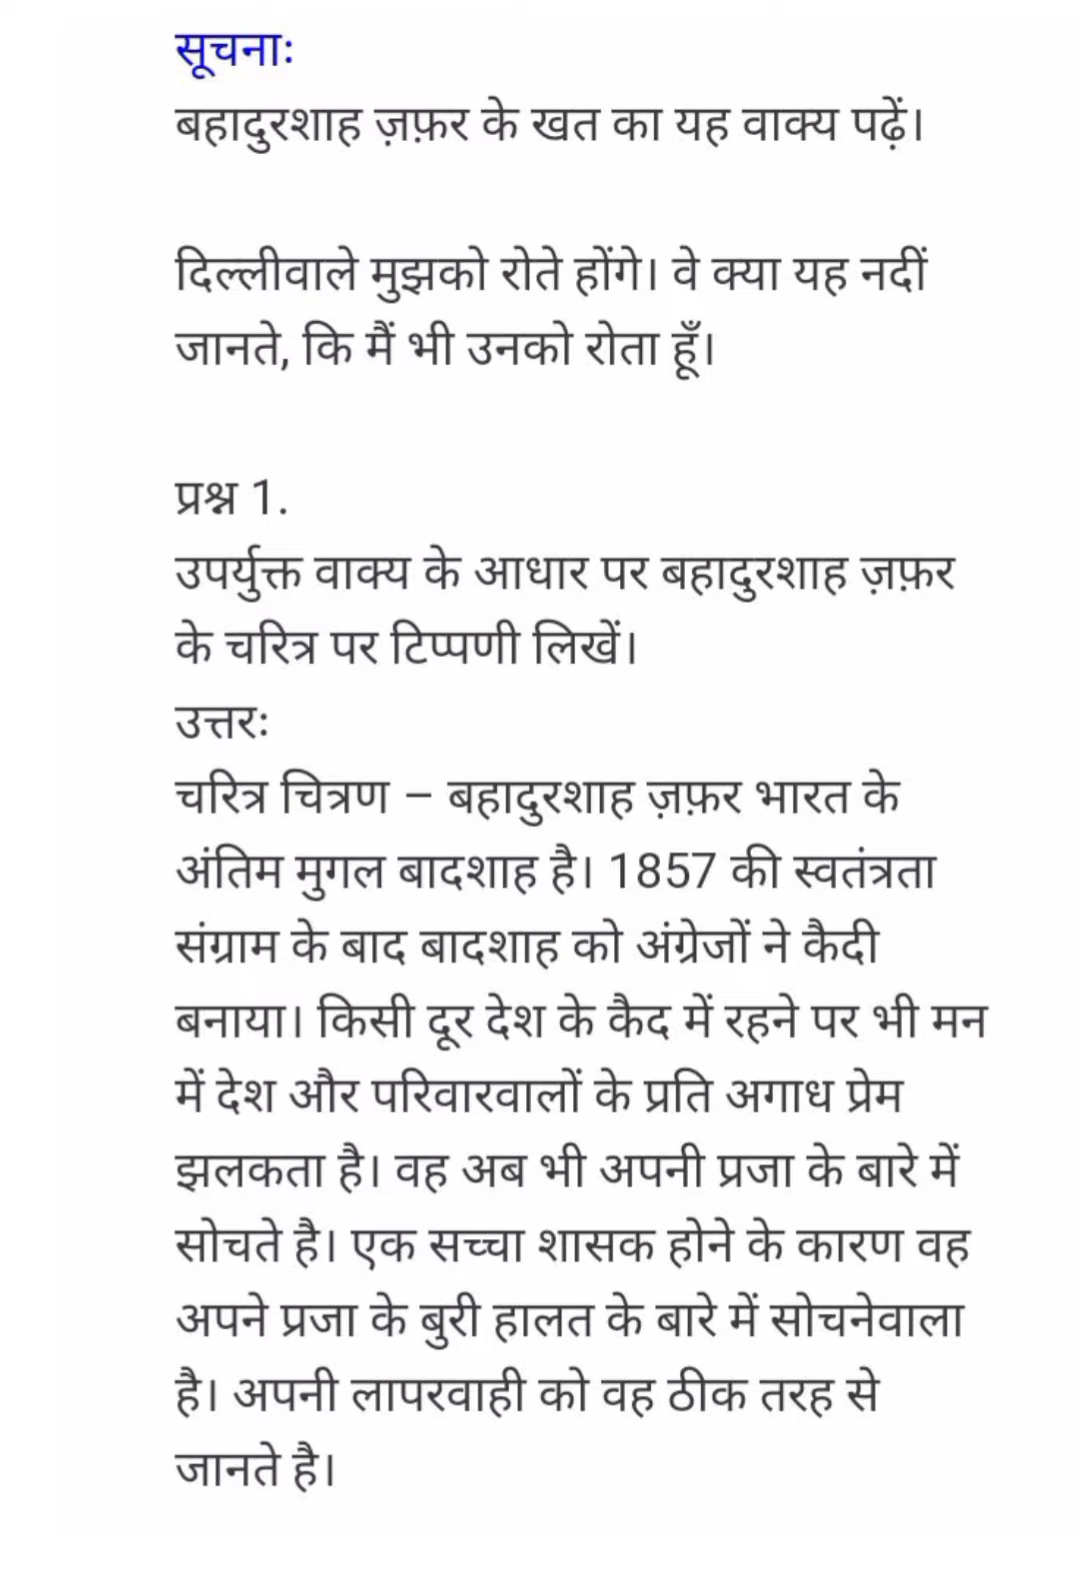 सूचनाः
बहादुरशाह ज़फ़र के खत का यह वाक्य पढ़ें।
दिल्लीवाले मुझको रोते होंगे। वे क्या यह नदीं
जानते, कि मैं भी उनको रोता हूँ।
प्रश्न 1.
उपर्युक्त वाक्य के आधार पर बहादुरशाह ज़फ़र
के चरित्र पर टिप्पणी लिखें।
उत्तरः
चरित्र चित्रण – बहादुरशाह ज़फ़र भारत के
अंतिम मुगल बादशाह है। 1857 की स्वतंत्रता
संग्राम के बाद बादशाह को अंग्रेजों ने कैदी
बनाया। किसी दूर देश के कैद में रहने पर भी मन
में देश और परिवारवालों के प्रति अगाध प्रेम
झलकता है। वह अब भी अपनी प्रजा के बारे में
सोचते है। एक सच्चा शासक होने के कारण वह
अपने प्रजा के बुरी हालत के बारे में सोचनेवाला
है। अपनी लापरवाही को वह ठीक तरह से
जानते है।